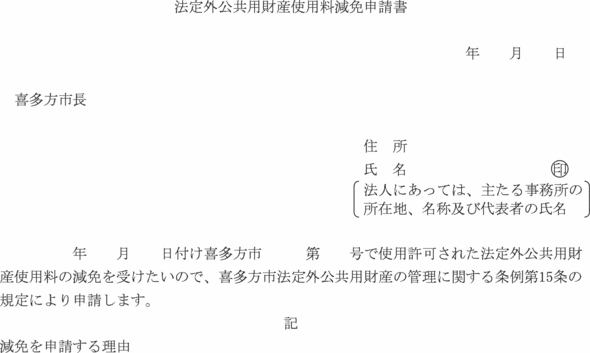 法定外公共用財産使用料減免申請書
年　　月　　日
喜多方市長
住　所
氏　名　　　　　　　　　　㊞
法人にあっては、主たる事務所の
所在地、名称及び代表者の氏名
年　　月　　日付け喜多方市　　　第　　号で使用許可された法定外公共用財
産使用料の減免を受けたいので、喜多方市法定外公共用財産の管理に関する条例第15条の
規定により申請します。
記
減免を申請する理由